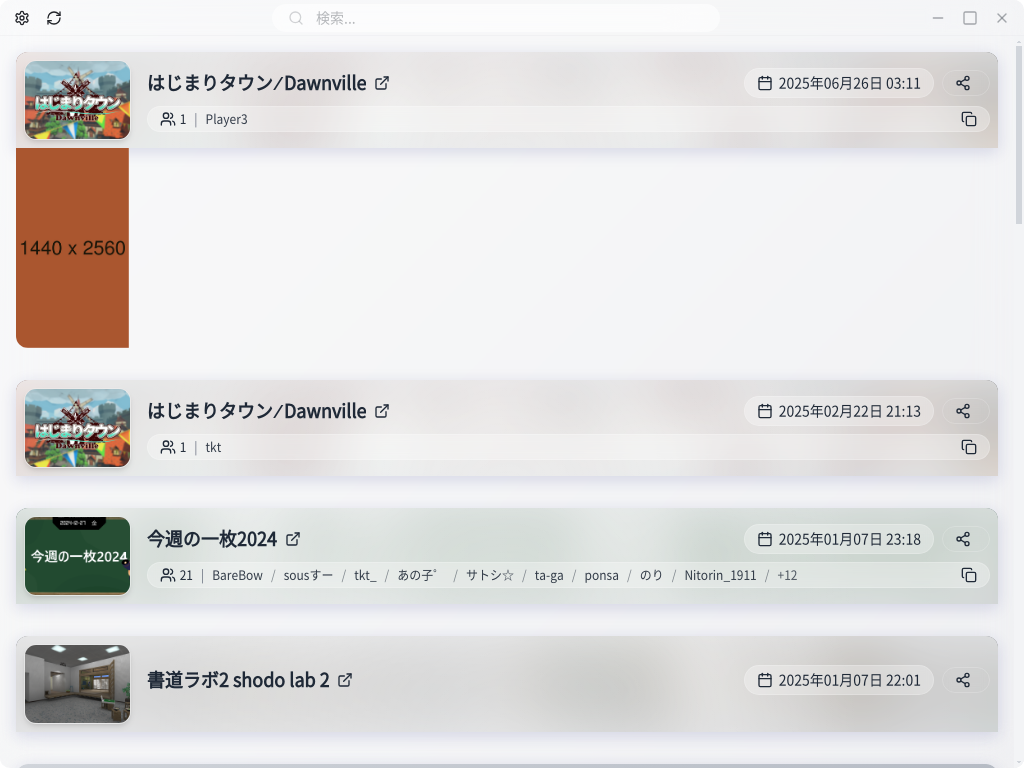 検索...
はじまりタウン/Dawnville
2025年06月26日 03:11
はじまりタウン
Dawnville
1 | Player3
1440 x 2560
はじまりタウン/Dawnville
2025年02月22日 21:13
はじまりタウン
Dawnville
1 | tkt
今週の一枚2024
2025年01月07日 23:18
今週の一枚2024
21 | BareBow / sousすー / tkt_ / あの子゜ / サトシ☆ / ta-ga / ponsa / のり / Nitorin_1911 / +12
書道ラボ2 shodo lab 2
2025年01月07日 22:01